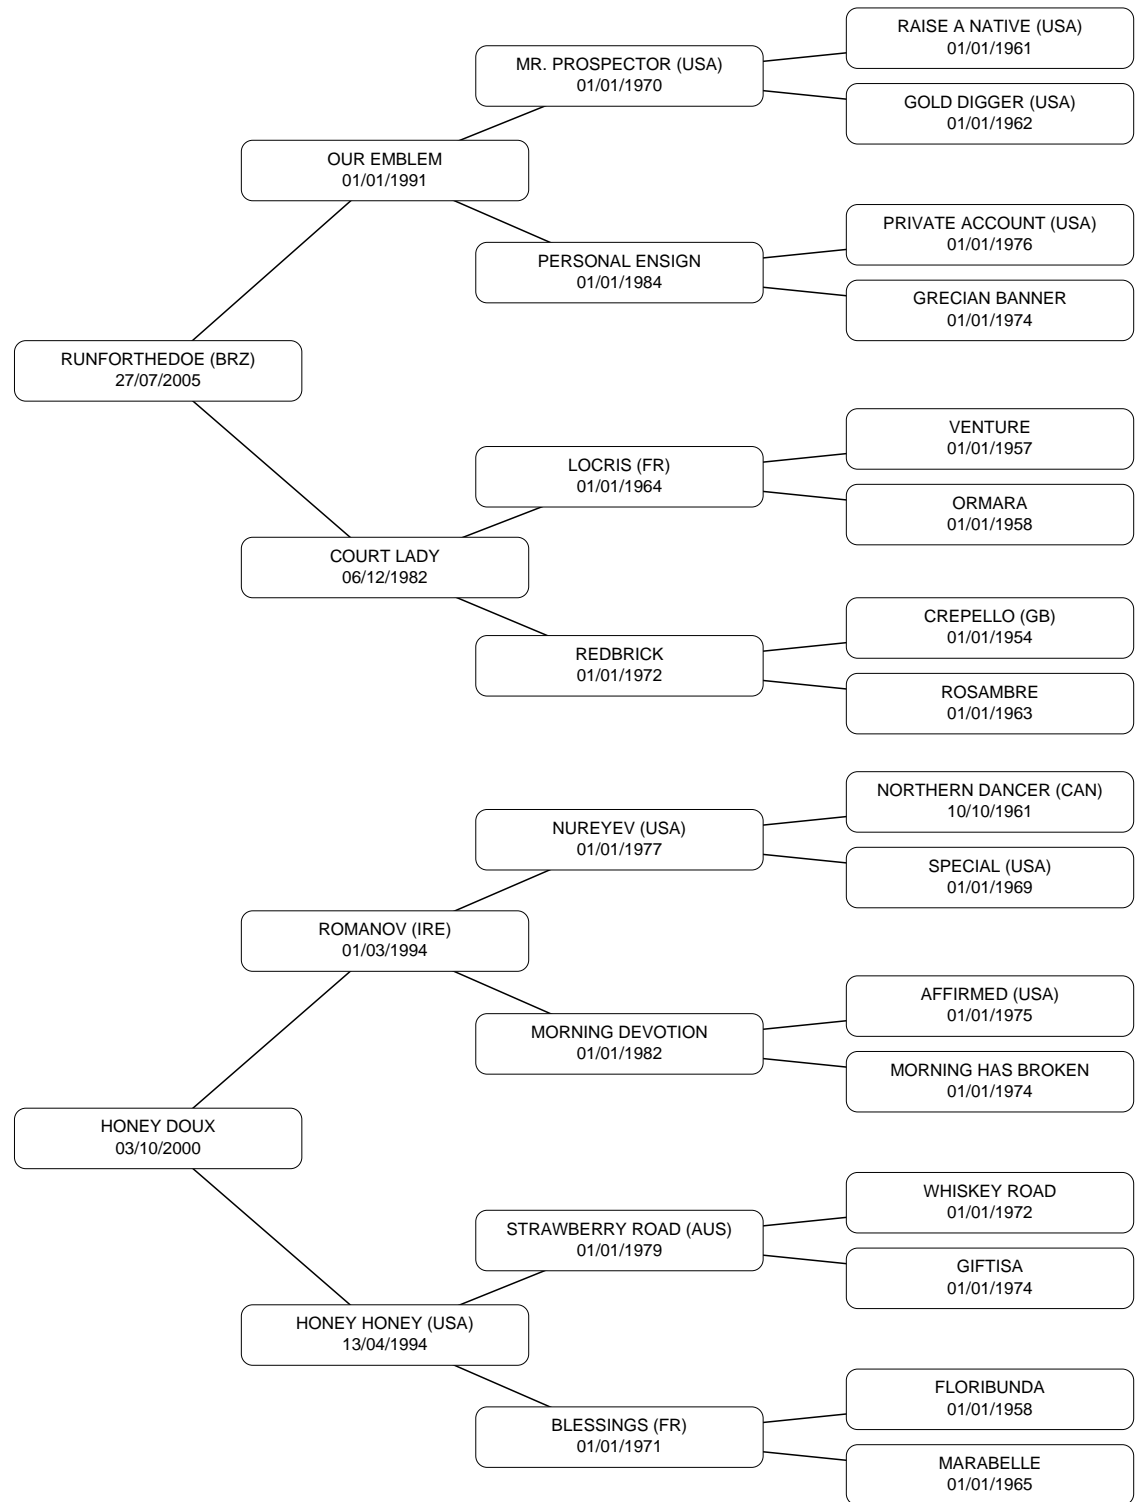 RAISE A NATIVE (USA)
01/01/1961
MR. PROSPECTOR (USA)
01/01/1970
GOLD DIGGER (USA)
01/01/1962
OUR EMBLEM
01/01/1991
PRIVATE ACCOUNT (USA)
01/01/1976
PERSONAL ENSIGN
01/01/1984
GRECIAN BANNER
01/01/1974
RUNFORTHEDOE (BRZ)
27/07/2005
VENTURE
01/01/1957
LOCRIS (FR)
01/01/1964
ORMARA
01/01/1958
COURT LADY
06/12/1982
CREPELLO (GB)
01/01/1954
REDBRICK
01/01/1972
ROSAMBRE
01/01/1963
NORTHERN DANCER (CAN)
10/10/1961
NUREYEV (USA)
01/01/1977
SPECIAL (USA)
01/01/1969
ROMANOV (IRE)
01/03/1994
AFFIRMED (USA)
01/01/1975
MORNING DEVOTION
01/01/1982
MORNING HAS BROKEN
01/01/1974
HONEY DOUX
03/10/2000
WHISKEY ROAD
01/01/1972
STRAWBERRY ROAD (AUS)
01/01/1979
GIFTISA
01/01/1974
HONEY HONEY (USA)
13/04/1994
FLORIBUNDA
01/01/1958
BLESSINGS (FR)
01/01/1971
MARABELLE
01/01/1965